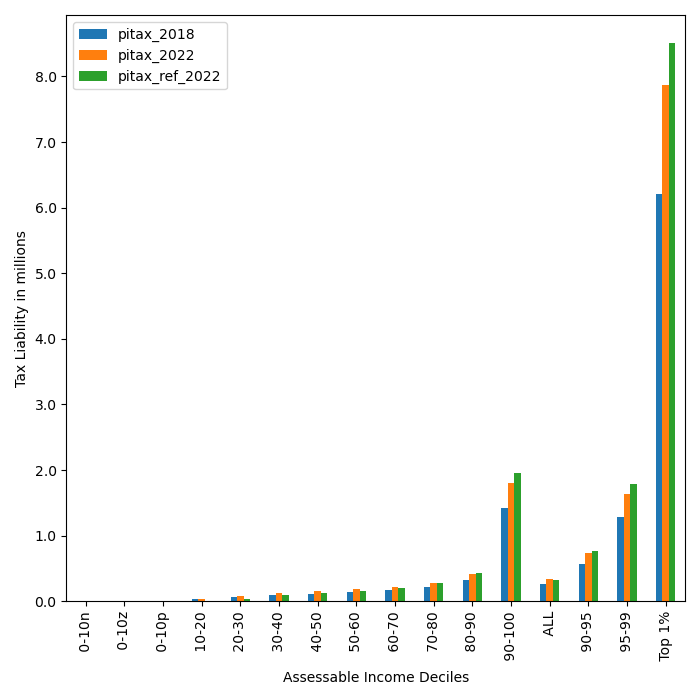 pitax_2018
pitax_2022
pitax_ref_2022
8.0
7.0
6.0
5.0
4.0
3.0
2.0
1.0
0.0
Tax Liability in millions
0-10n
0-10z
0-10p
10-20
20-30
30-40
40-50
50-60
60-70
70-80
80-90
90-100
ALL
90-95
95-99
Top 1%
Assessable Income Deciles